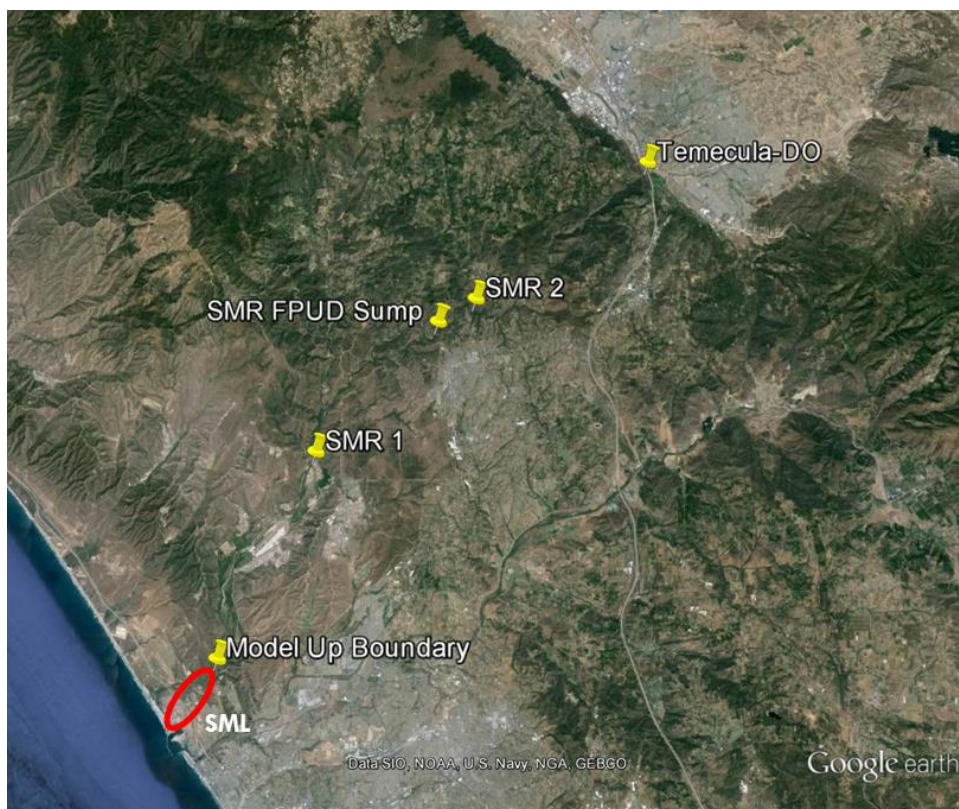 Temecula-DO
SMR 2
SMR FPUD Sump
SMR 1
Model Up Boundary
SML
Data SIO, NOAA, U.S. Navy, NGA, GEBCO
Google earth